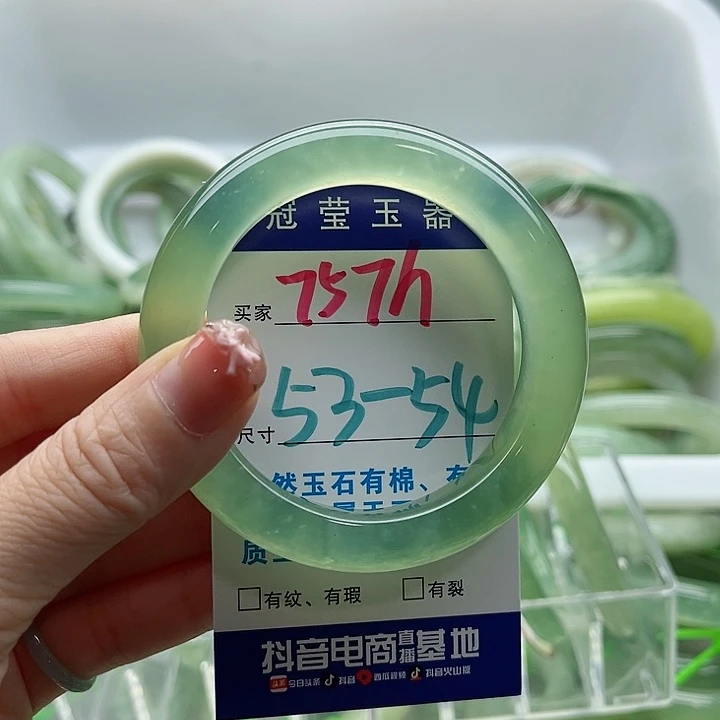 冠莹玉器
买家 757h
尺寸 53-54
然玉石有棉、有
质
□有纹、有瑕 □有裂
抖音电商直播基地
今日头条 抖音 西瓜视频 抖音火山版